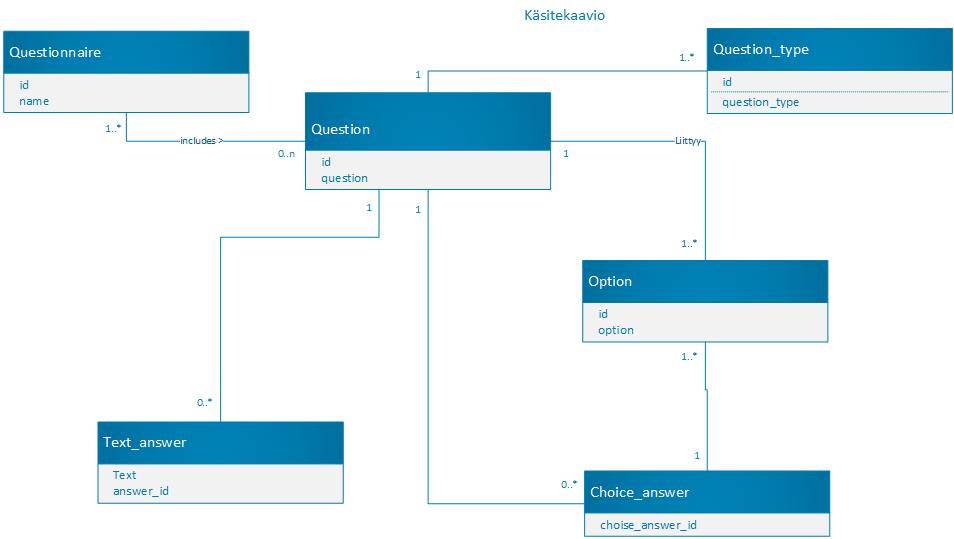 Käsitekaavio
Questionnaire
id
name
1..*
includes >
0..n
Question
id
question
1
1..*
Question_type
id
question_type
1
Liittyy
1..*
Option
id
option
1..*
1
1
0..*
Text_answer
Text
answer_id
1
0..*
Choice_answer
choise_answer_id